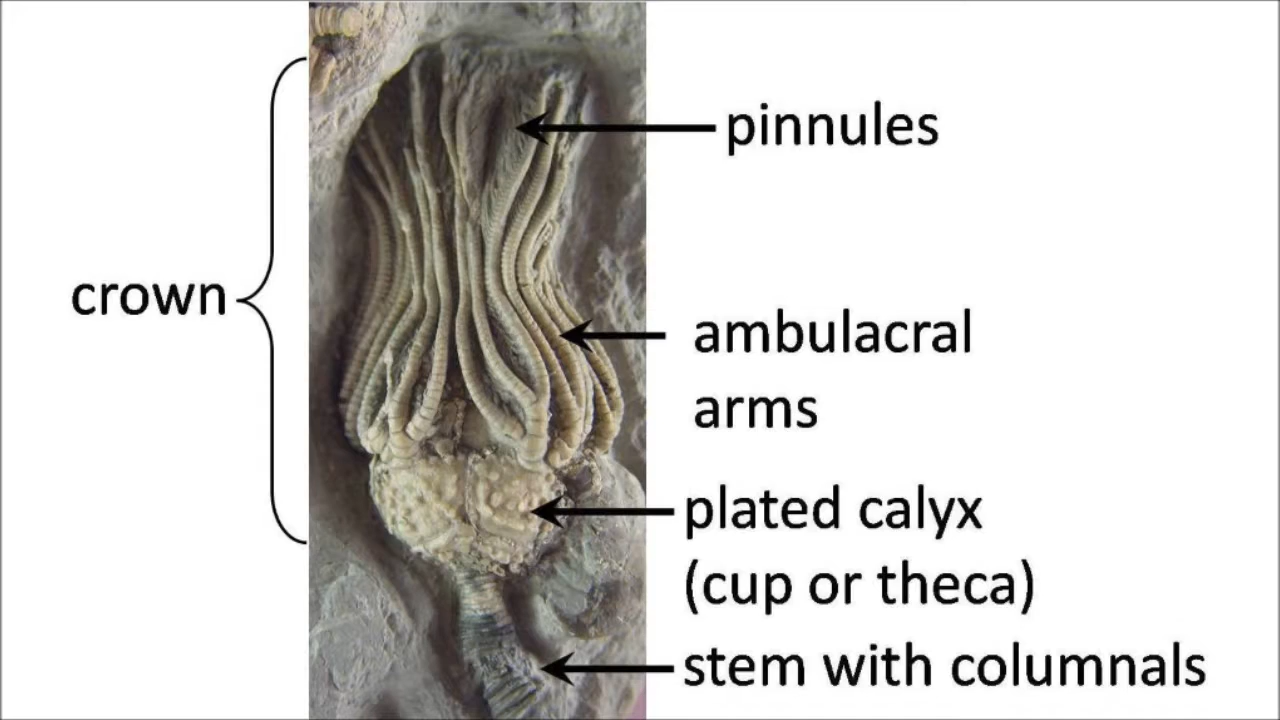 pinnules
crown
ambulacral
arms
plated calyx
(cup or theca)
stem with columnals